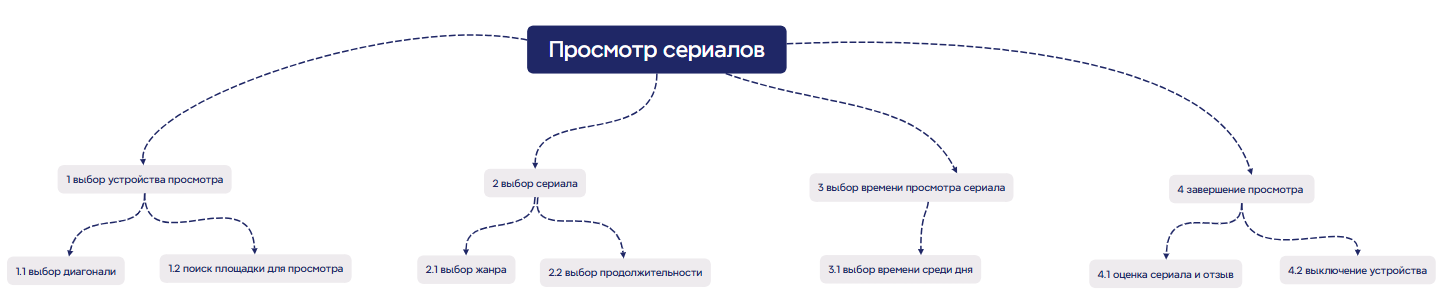 Просмотр сериалов
1 выбор устройства просмотра
2 выбор сериала
3 выбор времени просмотра сериала
4 завершение просмотра
1.1 выбор диагонали
1.2 поиск площадки для просмотра
2.1 выбор жанра
2.2 выбор продолжительности
3.1 выбор времени среди дня
4.1 оценка сериала и отзыв
4.2 выключение устройства